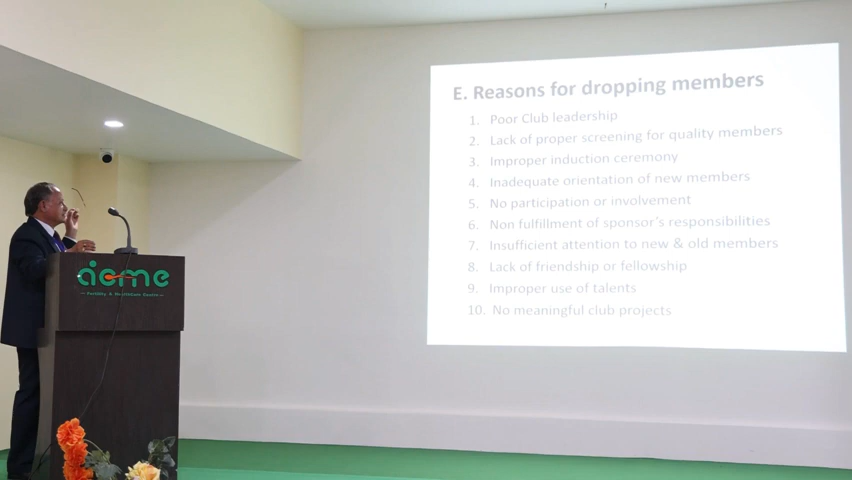 E. Reasons for dropping members
1. Poor Club leadership
2. Lack of proper screening for quality members
3. Improper induction ceremony
4. Inadequate orientation of new members
5. No participation or involvement
6. Non fulfillment of sponsor's responsibilities
7. Insufficient attention to new & old members
8. Lack of friendship or fellowship
9. Improper use of talents
10. No meaningful club projects
acme
Fertility & HealthCare Centre